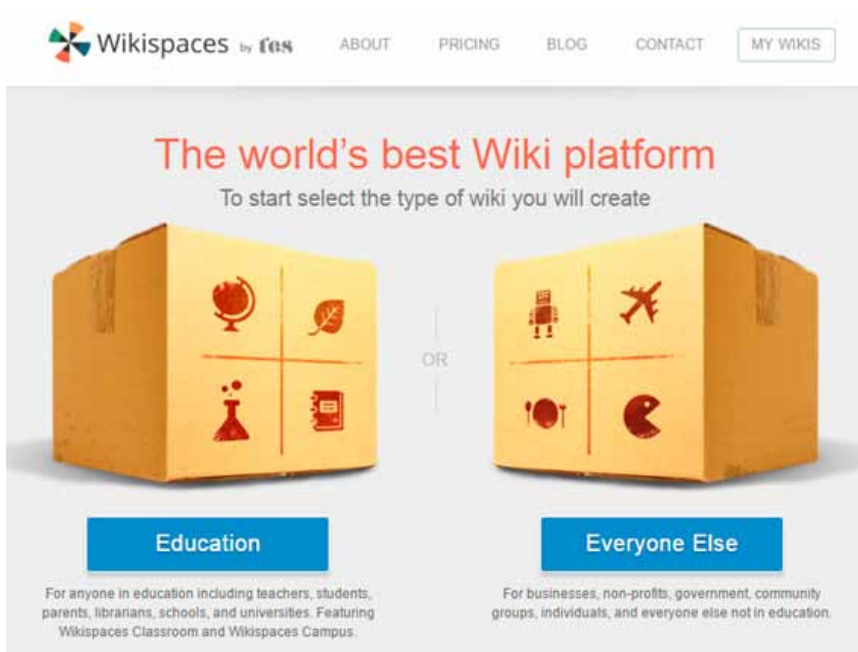 Wikispaces by tes ABOUT PRICING BLOG CONTACT MY WIKIS
The world's best Wiki platform
To start select the type of wiki you will create
OR
Education
For anyone in education including teachers, students,
parents, librarians, schools, and universities. Featuring
Wikispaces Classroom and Wikispaces Campus.
Everyone Else
For businesses, non-profits, government, community
groups, individuals, and everyone else not in education.